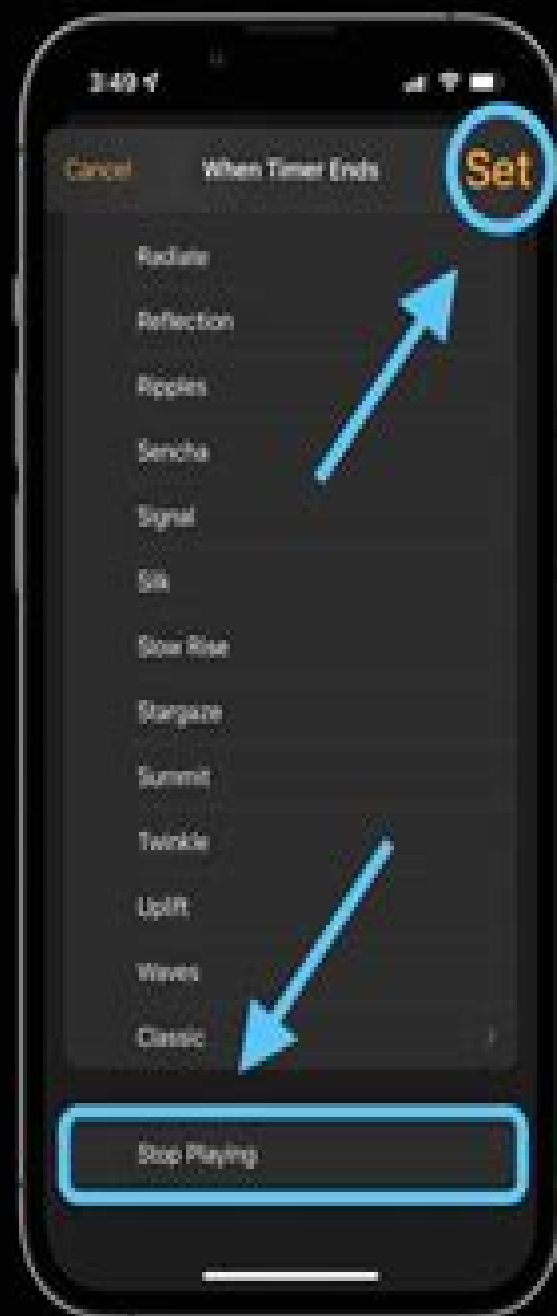 3:49
Cancel When Timer Ends Set
Radiate
Reflection
Ripples
Sencha
Signal
Silk
Slow Rise
Stargaze
Summit
Twinkle
Uplift
Waves
Classic
Stop Playing